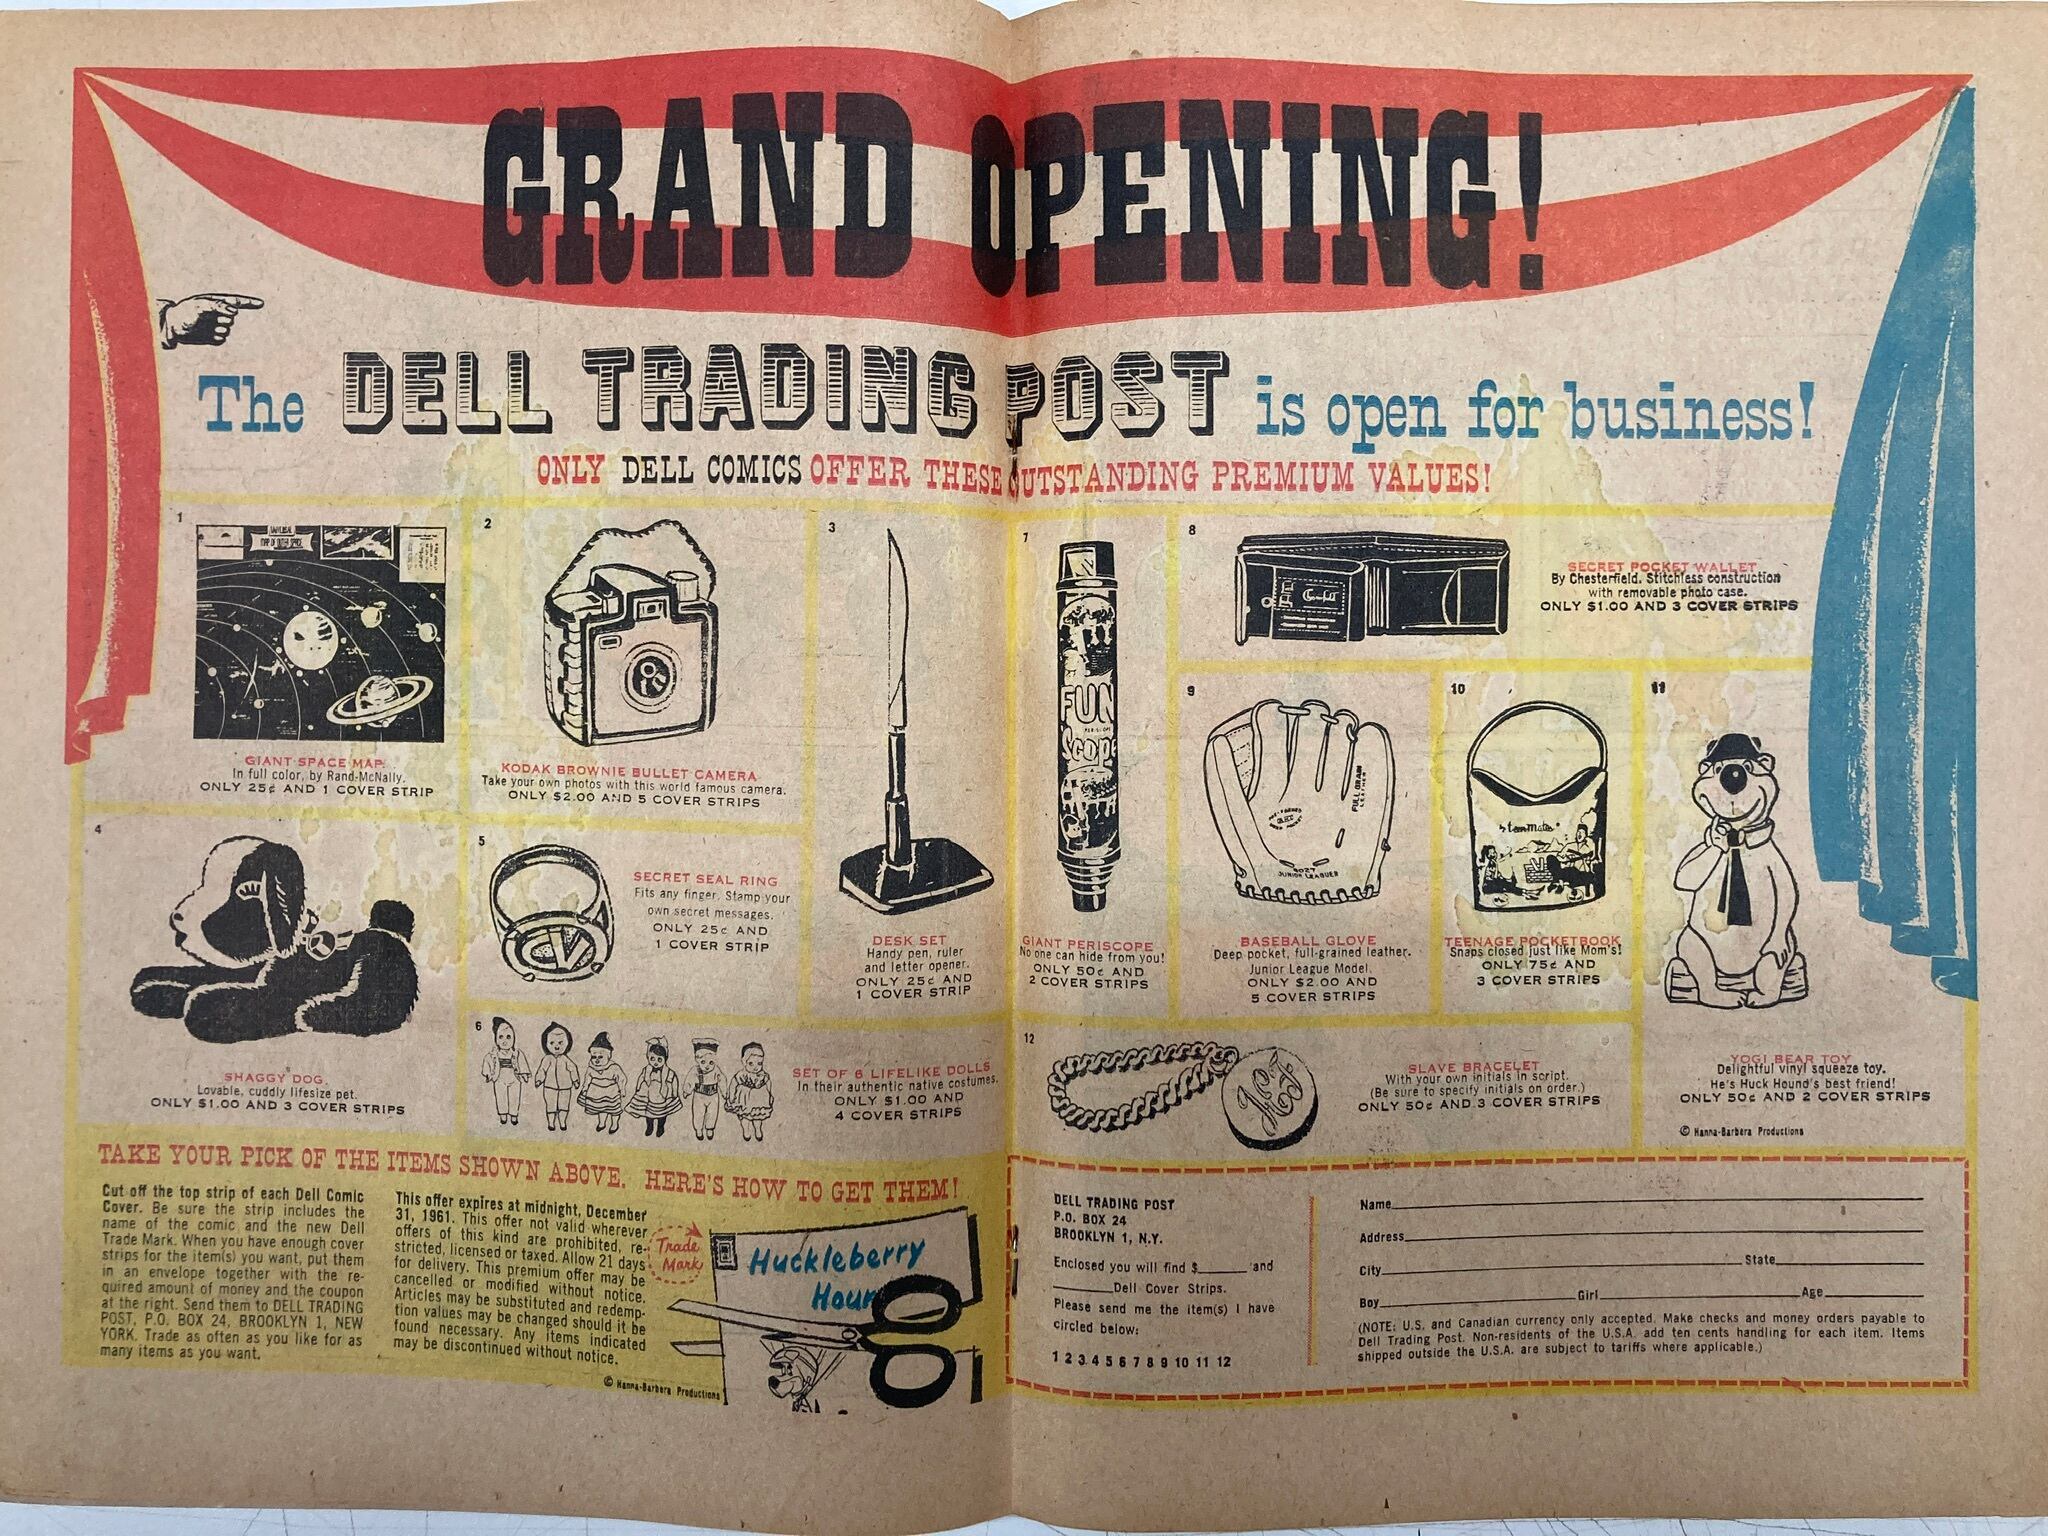 GRAND OPENING!
The DELL TRADING POST is open for business!
ONLY DELL COMICS OFFER THESE OUTSTANDING PREMIUM VALUES!
1
MAP OF OUTER SPACE
GIANT SPACE MAP
In full color, by Rand-McNally.
ONLY 25¢ AND 1 COVER STRIP
2
KODAK BROWNIE BULLET CAMERA
Take your own photos with this world famous camera.
ONLY $2.00 AND 5 COVER STRIPS
3
DESK SET
Handy pen, ruler
and letter opener.
ONLY 25¢ AND
1 COVER STRIP
4
SHAGGY DOG
Lovable, cuddly lifesize pet.
ONLY $1.00 AND 3 COVER STRIPS
5
SECRET SEAL RING
Fits any finger. Stamp your
own secret messages.
ONLY 25¢ AND
1 COVER STRIP
6
SET OF 6 LIFELIKE DOLLS
In their authentic native costumes.
ONLY $1.00 AND
4 COVER STRIPS
7
FUN
PERISCOPE
Scope
GIANT PERISCOPE
No one can hide from you!
ONLY 50¢ AND
2 COVER STRIPS
8
SECRET POCKET WALLET
By Chesterfield. Stitchless construction
with removable photo case.
ONLY $1.00 AND 3 COVER STRIPS
9
FULL GRAIN
LEATHER
JUNIOR LEAGUER
BASEBALL GLOVE
Deep pocket, full-grained leather.
Junior League Model.
ONLY $2.00 AND
5 COVER STRIPS
10
teen mates
TEENAGE POCKETBOOK
Snaps closed just like Mom's!
ONLY 75¢ AND
3 COVER STRIPS
11
YOGI BEAR TOY
Delightful vinyl squeeze toy.
He's Huck Hound's best friend!
ONLY 50¢ AND 2 COVER STRIPS
© Hanna-Barbera Productions
12
SLAVE BRACELET
With your own initials in script.
(Be sure to specify initials on order.)
ONLY 50¢ AND 3 COVER STRIPS
TAKE YOUR PICK OF THE ITEMS SHOWN ABOVE. HERE'S HOW TO GET THEM!
Cut off the top strip of each Dell Comic
Cover. Be sure the strip includes the
name of the comic and the new Dell
Trade Mark. When you have enough cover
strips for the item(s) you want, put them
in an envelope together with the re-
quired amount of money and the coupon
at the right. Send them to DELL TRADING
POST, P.O. BOX 24, BROOKLYN 1, NEW
YORK. Trade as often as you like for as
many items as you want.
This offer expires at midnight, December
31, 1961. This offer not valid wherever
offers of this kind are prohibited, re-
stricted, licensed or taxed. Allow 21 days
for delivery. This premium offer may be
cancelled or modified without notice.
Articles may be substituted and redemp-
tion values may be changed should it be
found necessary. Any items indicated
may be discontinued without notice.
© Hanna-Barbera Productions
Trade
Mark
Huckleberry
Houn
DELL TRADING POST
P.O. BOX 24
BROOKLYN 1, N.Y.
Enclosed you will find $______ and
______Dell Cover Strips.
Please send me the item(s) I have
circled below:
1 2 3 4 5 6 7 8 9 10 11 12
Name
Address
City State
Boy Girl Age
(NOTE: U.S. and Canadian currency only accepted. Make checks and money orders payable to
Dell Trading Post. Non-residents of the U.S.A. add ten cents handling for each item. Items
shipped outside the U.S.A. are subject to tariffs where applicable.)